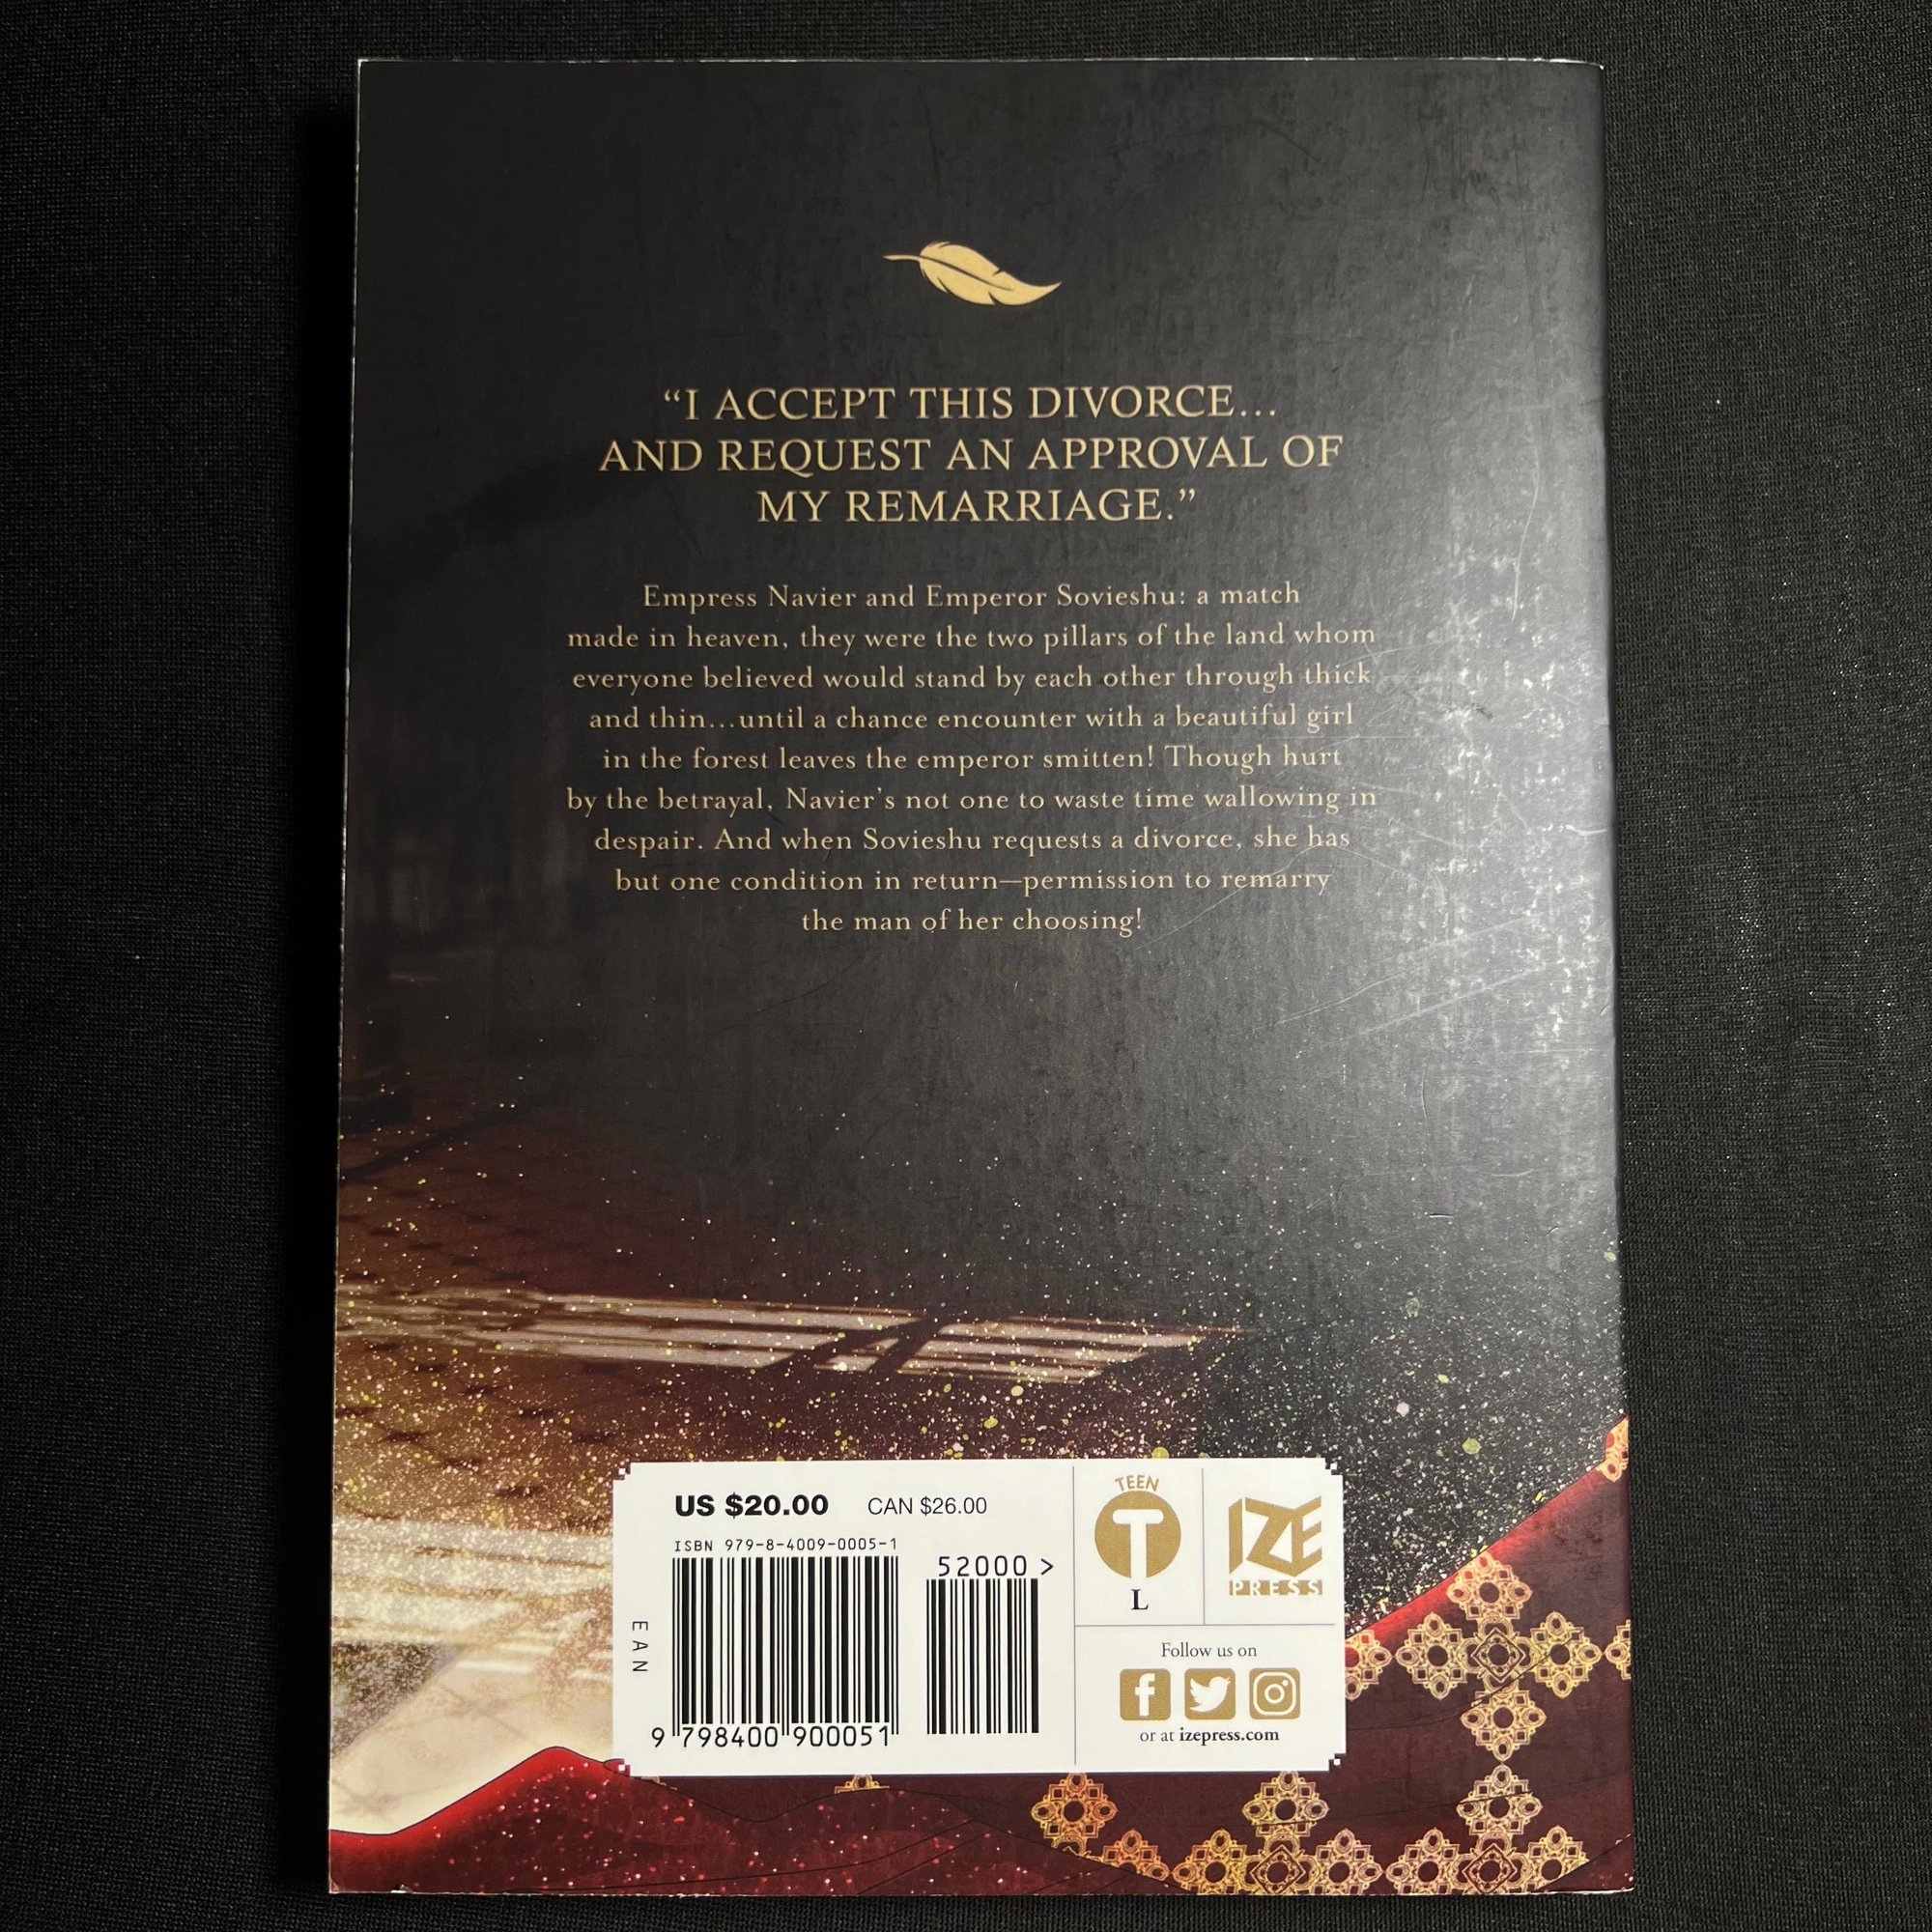 “I ACCEPT THIS DIVORCE...
AND REQUEST AN APPROVAL OF
MY REMARRIAGE.”
Empress Navier and Emperor Sovieshu: a match
made in heaven, they were the two pillars of the land whom
everyone believed would stand by each other through thick
and thin...until a chance encounter with a beautiful girl
in the forest leaves the emperor smitten! Though hurt
by the betrayal, Navier’s not one to waste time wallowing in
despair. And when Sovieshu requests a divorce, she has
but one condition in return—permission to remarry
the man of her choosing!
US $20.00 CAN $26.00
ISBN 979-8-4009-0005-1
52000 >
EAN
9 798400 900051
TEEN
T
L
IZE
PRESS
Follow us on
f
or at izepress.com